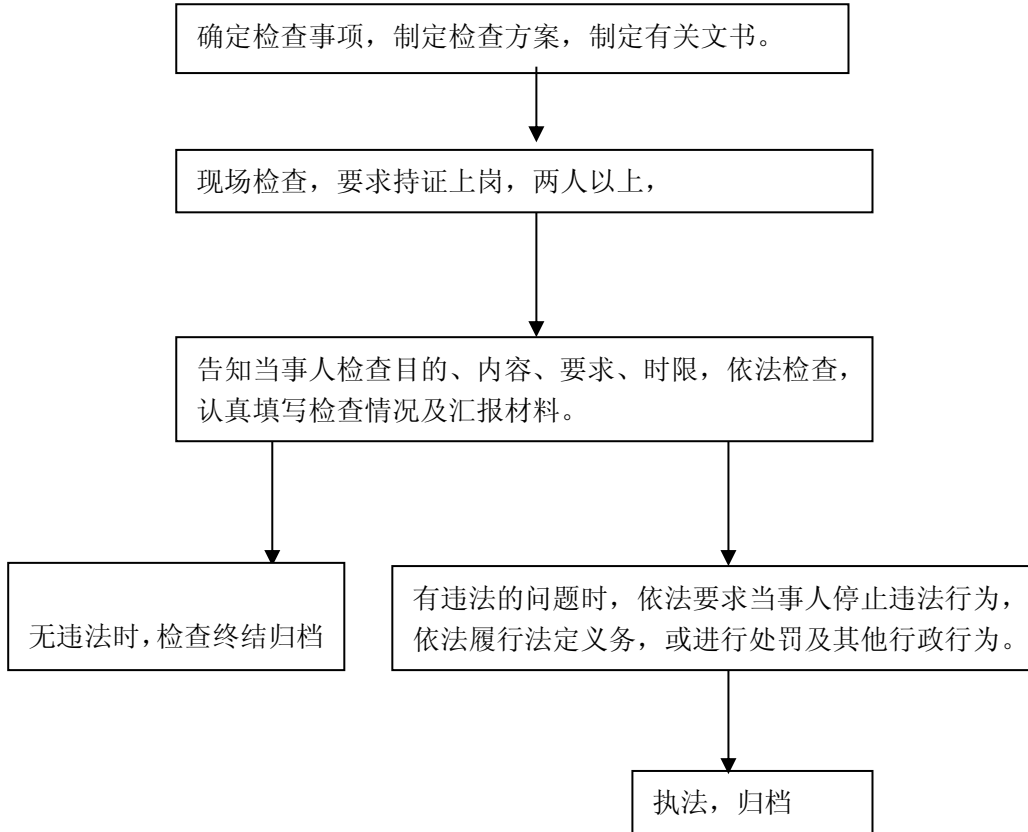 确定检查事项，制定检查方案，制定有关文书。
现场检查，要求持证上岗，两人以上，
告知当事人检查目的、内容、要求、时限，依法检查，
认真填写检查情况及汇报材料。
无违法时，检查终结归档
有违法的问题时，依法要求当事人停止违法行为，
依法履行法定义务，或进行处罚及其他行政行为。
执法，归档